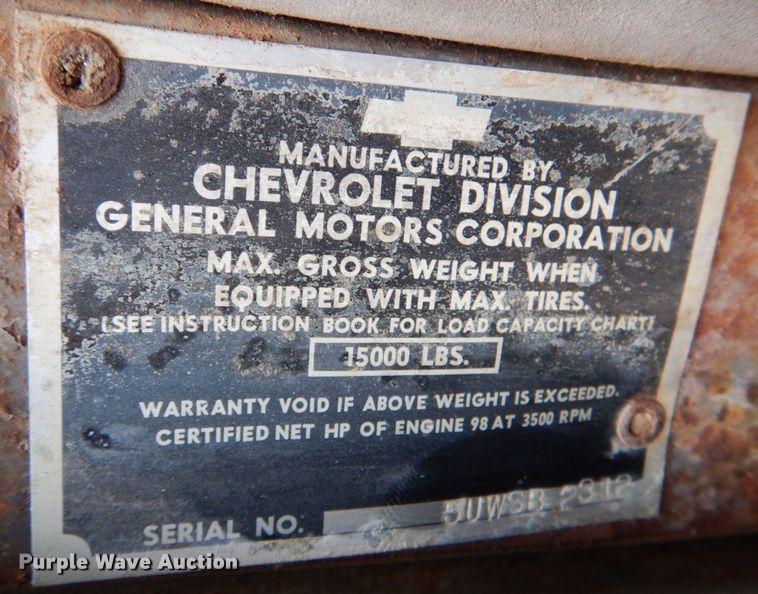 MANUFACTURED BY
CHEVROLET DIVISION
GENERAL MOTORS CORPORATION
MAX. GROSS WEIGHT WHEN
EQUIPPED WITH MAX. TIRES.
(SEE INSTRUCTION BOOK FOR LOAD CAPACITY CHART)
15000 LBS.
WARRANTY VOID IF ABOVE WEIGHT IS EXCEEDED.
CERTIFIED NET HP OF ENGINE 98 AT 3500 RPM
SERIAL NO. 5UWSB 2312
Purple Wave Auction